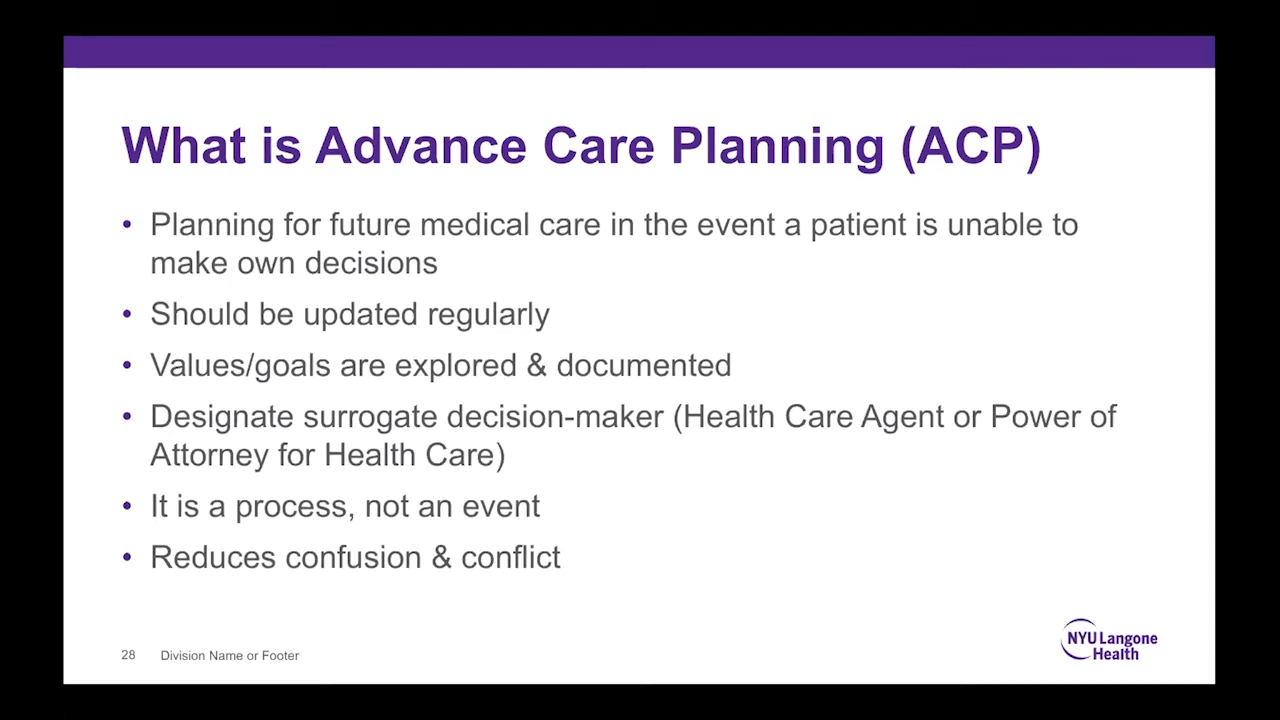 What is Advance Care Planning (ACP)
• Planning for future medical care in the event a patient is unable to
make own decisions
• Should be updated regularly
• Values/goals are explored & documented
• Designate surrogate decision-maker (Health Care Agent or Power of
Attorney for Health Care)
• It is a process, not an event
• Reduces confusion & conflict
28 Division Name or Footer
NYU Langone
Health